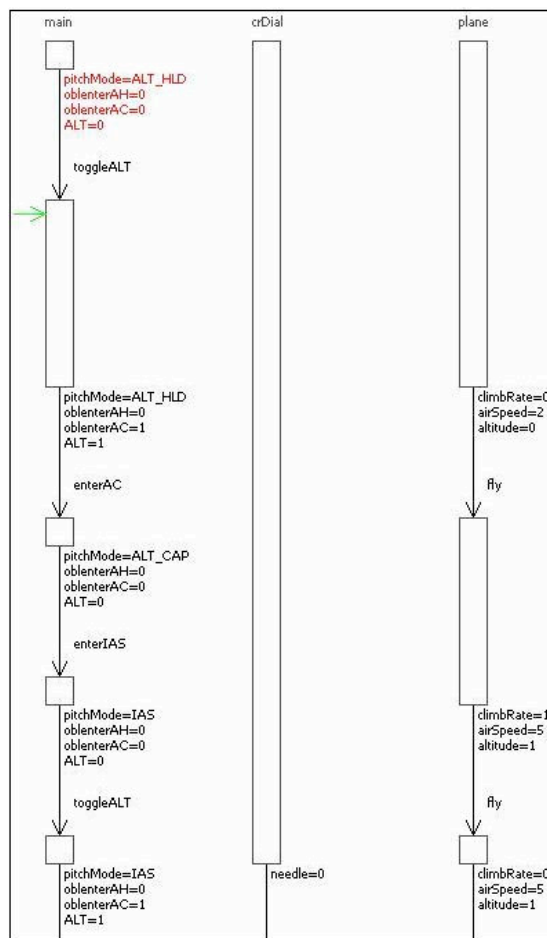 main crDial plane
pitchMode=ALT_HLD
oblenterAH=0
oblenterAC=0
ALT=0
toggleALT
pitchMode=ALT_HLD
oblenterAH=0
oblenterAC=1
ALT=1
climbRate=0
airSpeed=2
altitude=0
enterAC
fly
pitchMode=ALT_CAP
oblenterAH=0
oblenterAC=0
ALT=0
enterIAS
pitchMode=IAS
oblenterAH=0
oblenterAC=0
ALT=0
climbRate=1
airSpeed=5
altitude=1
toggleALT
fly
pitchMode=IAS
oblenterAH=0
oblenterAC=1
ALT=1
needle=0
climbRate=0
airSpeed=5
altitude=1